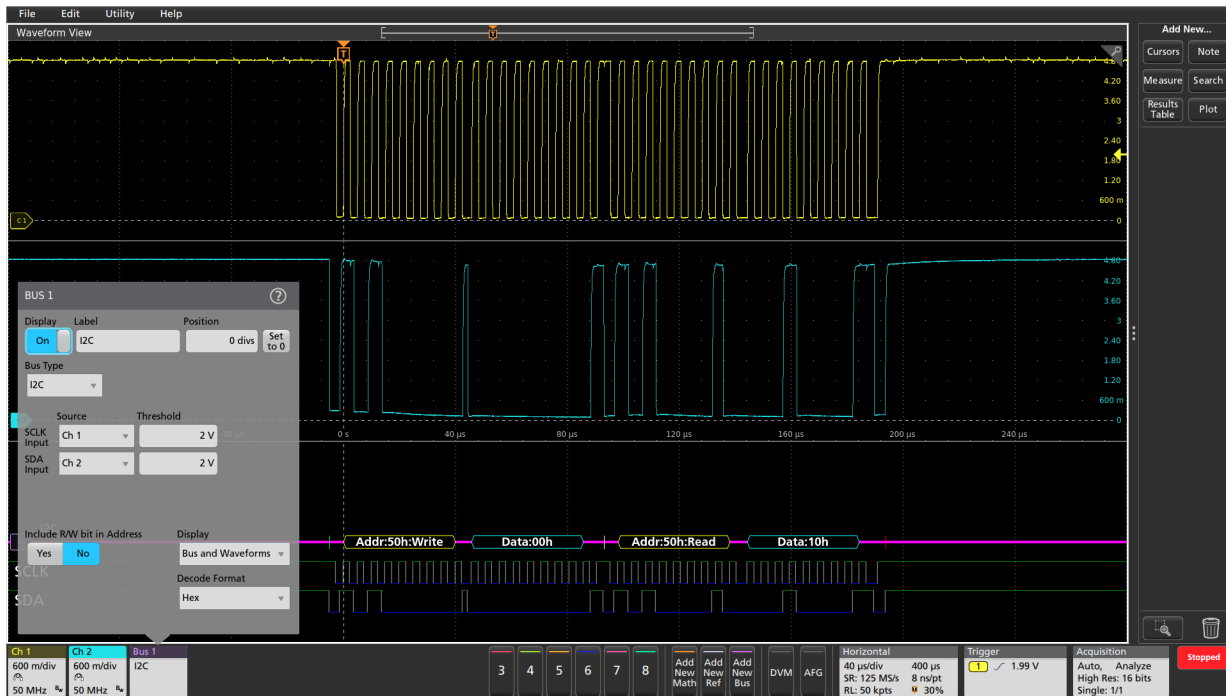 File Edit Utility Help
Waveform View
Add New...
Cursors Note
Measure Search
Results Table Plot
T
T
4.20
3.60
3
2.40
1.80
1.20
600 m
0
C1
4.80
4.20
3.60
3
2.40
1.80
1.20
600 m
0
0 s 40 µs 80 µs 120 µs 160 µs 200 µs 240 µs
BUS 1 ?
Display Label Position
On I2C 0 divs Set to 0
Bus Type
I2C
Source Threshold
SCLK Input Ch 1 2 V
SDA Input Ch 2 2 V
Include R/W bit in Address Display
Yes No Bus and Waveforms
Decode Format
Hex
Addr:50h:Write Data:00h Addr:50h:Read Data:10h
SCLK
SDA
Ch 1 Ch 2 Bus 1
600 m/div 600 m/div I2C
50 MHz Bw 50 MHz Bw
3 4 5 6 7 8
Add New Math Add New Ref Add New Bus DVM AFG
Horizontal
40 µs/div 400 µs
SR: 125 MS/s 8 ns/pt
RL: 50 kpts 30%
Trigger
1 1.99 V
Acquisition
Auto, Analyze
High Res: 16 bits
Single: 1/1
Stopped